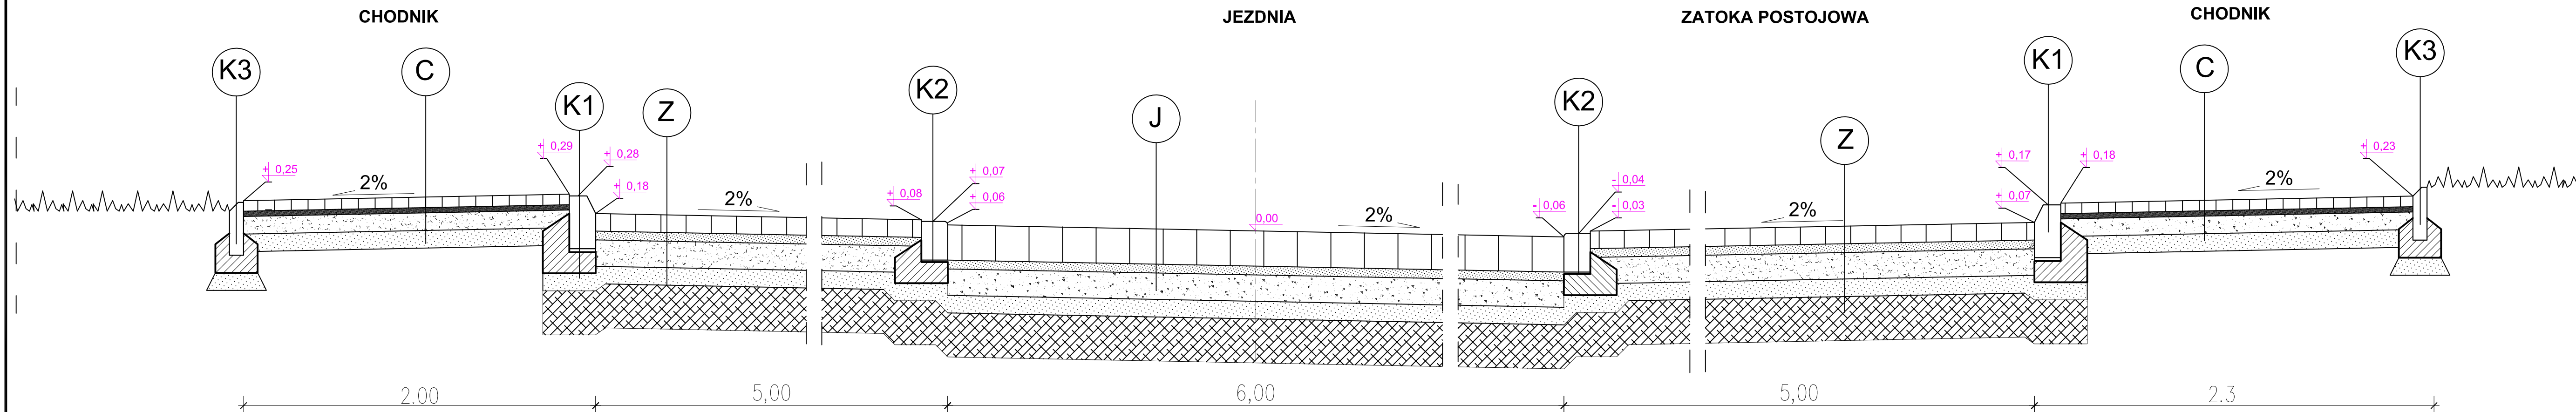 CHODNIK
JEZDNIA
ZATOKA POSTOJOWA
CHODNIK
K3
C
K1
Z
K2
J
K2
Z
K1
C
K3
+ 0,25
2%
+ 0,29
+ 0,28
+ 0,18
2%
+ 0,08
+ 0,07
+ 0,06
0,00
2%
- 0,06
- 0,04
- 0,03
2%
+ 0,17
+ 0,07
+ 0,18
2%
+ 0,23
2.00
5,00
6,00
5,00
2.3